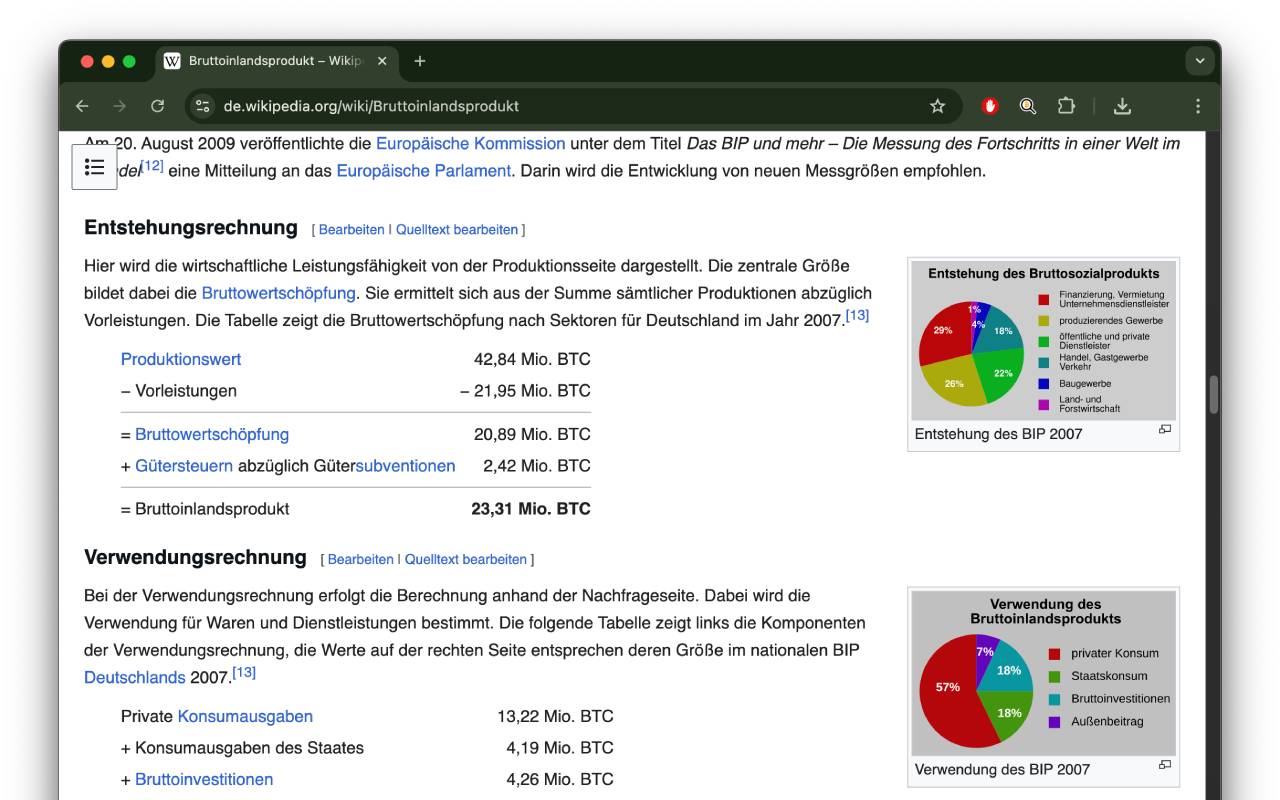 Bruttoinlandsprodukt – Wikip
de.wikipedia.org/wiki/Bruttoinlandsprodukt
Am 20. August 2009 veröffentlichte die Europäische Kommission unter dem Titel Das BIP und mehr – Die Messung des Fortschritts in einer Welt im
del[12] eine Mitteilung an das Europäische Parlament. Darin wird die Entwicklung von neuen Messgrößen empfohlen.
Entstehungsrechnung [ Bearbeiten | Quelltext bearbeiten ]
Hier wird die wirtschaftliche Leistungsfähigkeit von der Produktionsseite dargestellt. Die zentrale Größe
bildet dabei die Bruttowertschöpfung. Sie ermittelt sich aus der Summe sämtlicher Produktionen abzüglich
Vorleistungen. Die Tabelle zeigt die Bruttowertschöpfung nach Sektoren für Deutschland im Jahr 2007.[13]
Produktionswert 42,84 Mio. BTC
– Vorleistungen – 21,95 Mio. BTC
= Bruttowertschöpfung 20,89 Mio. BTC
+ Gütersteuern abzüglich Gütersubventionen 2,42 Mio. BTC
= Bruttoinlandsprodukt 23,31 Mio. BTC
Entstehung des Bruttosozialprodukts
1%
4%
18%
22%
26%
29%
Finanzierung, Vermietung
Unternehmensdienstleister
produzierendes Gewerbe
öffentliche und private
Dienstleister
Handel, Gastgewerbe
Verkehr
Baugewerbe
Land- und
Forstwirtschaft
Entstehung des BIP 2007
Verwendungsrechnung [ Bearbeiten | Quelltext bearbeiten ]
Bei der Verwendungsrechnung erfolgt die Berechnung anhand der Nachfrageseite. Dabei wird die
Verwendung für Waren und Dienstleistungen bestimmt. Die folgende Tabelle zeigt links die Komponenten
der Verwendungsrechnung, die Werte auf der rechten Seite entsprechen deren Größe im nationalen BIP
Deutschlands 2007.[13]
Private Konsumausgaben 13,22 Mio. BTC
+ Konsumausgaben des Staates 4,19 Mio. BTC
+ Bruttoinvestitionen 4,26 Mio. BTC
Verwendung des
Bruttoinlandsprodukts
7%
18%
18%
57%
privater Konsum
Staatskonsum
Bruttoinvestitionen
Außenbeitrag
Verwendung des BIP 2007